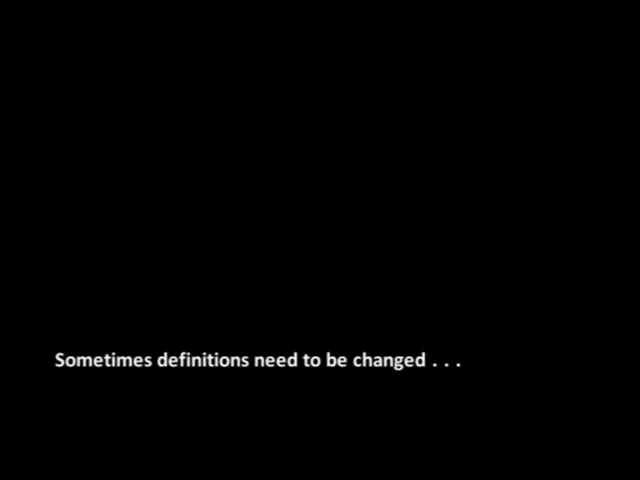 Sometimes definitions need to be changed . . .